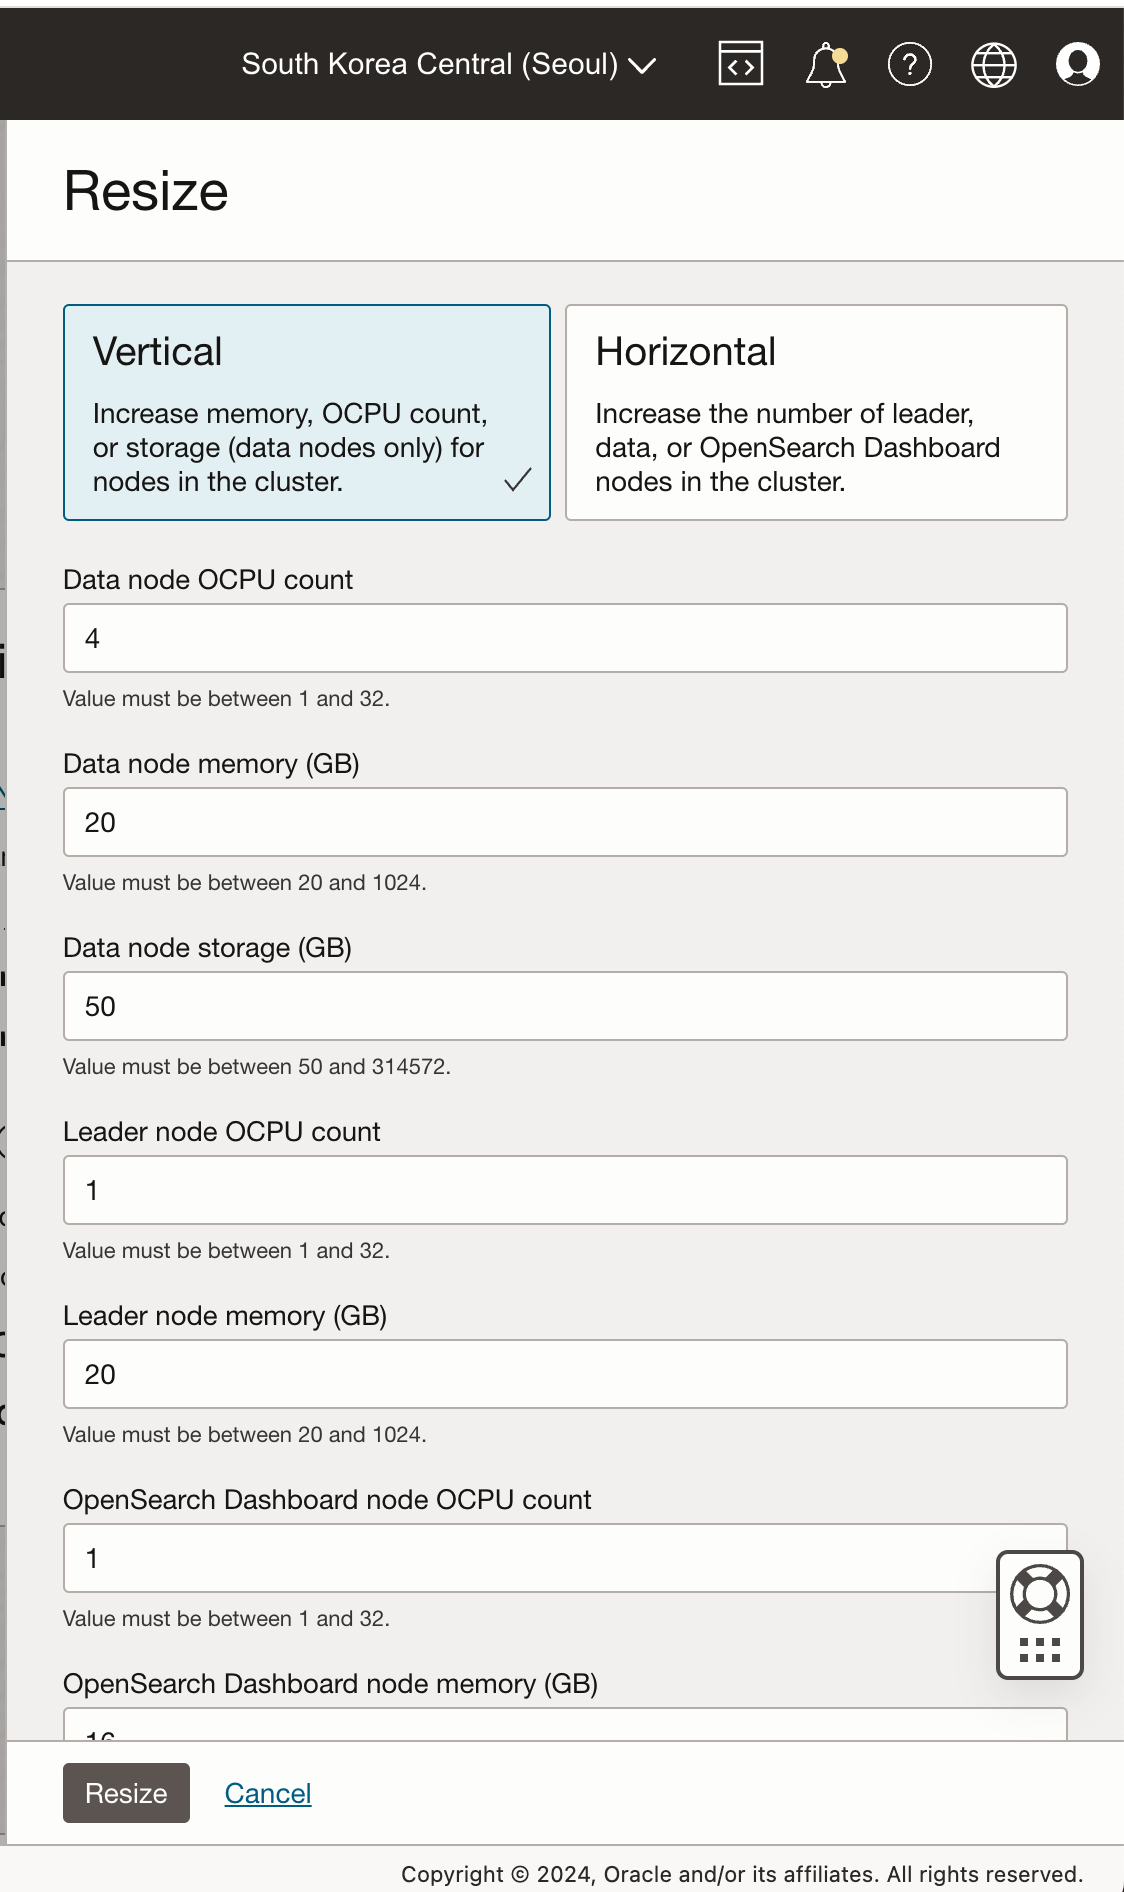 South Korea Central (Seoul)
Resize
Vertical
Increase memory, OCPU count,
or storage (data nodes only) for
nodes in the cluster.
Horizontal
Increase the number of leader,
data, or OpenSearch Dashboard
nodes in the cluster.
Data node OCPU count
4
Value must be between 1 and 32.
Data node memory (GB)
20
Value must be between 20 and 1024.
Data node storage (GB)
50
Value must be between 50 and 314572.
Leader node OCPU count
1
Value must be between 1 and 32.
Leader node memory (GB)
20
Value must be between 20 and 1024.
OpenSearch Dashboard node OCPU count
1
Value must be between 1 and 32.
OpenSearch Dashboard node memory (GB)
Resize
Cancel
Copyright © 2024, Oracle and/or its affiliates. All rights reserved.